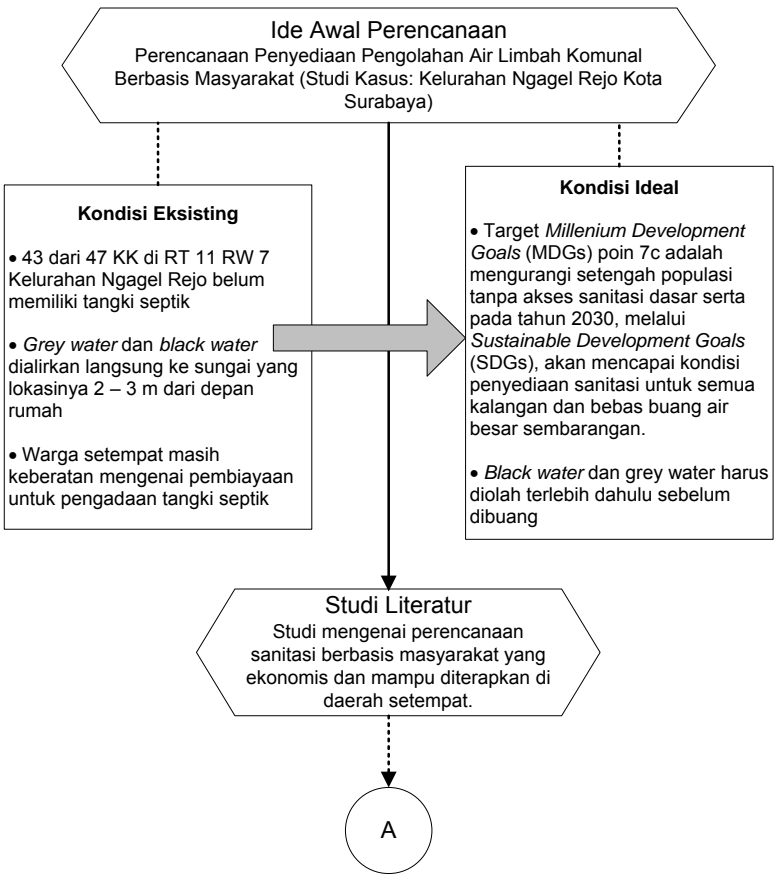 Ide Awal Perencanaan
Perencanaan Penyediaan Pengolahan Air Limbah Komunal
Berbasis Masyarakat (Studi Kasus: Kelurahan Ngagel Rejo Kota
Surabaya)
Kondisi Eksisting
• 43 dari 47 KK di RT 11 RW 7
Kelurahan Ngagel Rejo belum
memiliki tangki septik
• Grey water dan black water
dialirkan langsung ke sungai yang
lokasinya 2 – 3 m dari depan
rumah
• Warga setempat masih
keberatan mengenai pembiayaan
untuk pengadaan tangki septik
Kondisi Ideal
• Target Millenium Development
Goals (MDGs) poin 7c adalah
mengurangi setengah populasi
tanpa akses sanitasi dasar serta
pada tahun 2030, melalui
Sustainable Development Goals
(SDGs), akan mencapai kondisi
penyediaan sanitasi untuk semua
kalangan dan bebas buang air
besar sembarangan.
• Black water dan grey water harus
diolah terlebih dahulu sebelum
dibuang
Studi Literatur
Studi mengenai perencanaan
sanitasi berbasis masyarakat yang
ekonomis dan mampu diterapkan di
daerah setempat.
A